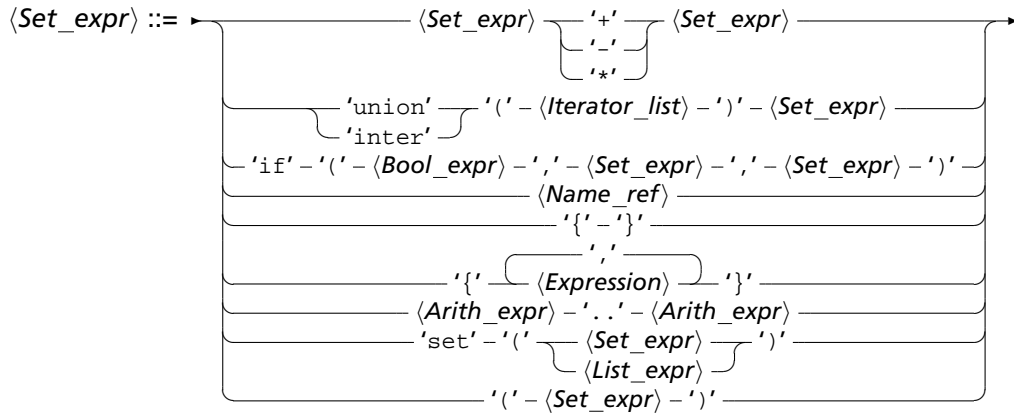 ⟨Set_expr⟩ ::= ⟨Set_expr⟩ ‘+’ ⟨Set_expr⟩
‘-’
‘*’
‘union’ ‘(’ ⟨Iterator_list⟩ ‘)’ ⟨Set_expr⟩
‘inter’
‘if’ ‘(’ ⟨Bool_expr⟩ ‘,’ ⟨Set_expr⟩ ‘,’ ⟨Set_expr⟩ ‘)’
⟨Name_ref⟩
‘{’ ‘}’
‘,’
‘{’ ⟨Expression⟩ ‘}’
⟨Arith_expr⟩ ‘..’ ⟨Arith_expr⟩
‘set’ ‘(’ ⟨Set_expr⟩ ‘)’
⟨List_expr⟩
‘(’ ⟨Set_expr⟩ ‘)’